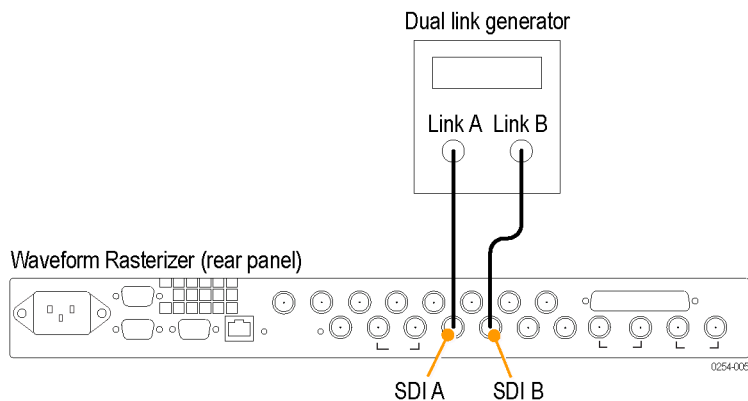 Dual link generator
Link A Link B
Waveform Rasterizer (rear panel)
0254-005
SDI A SDI B